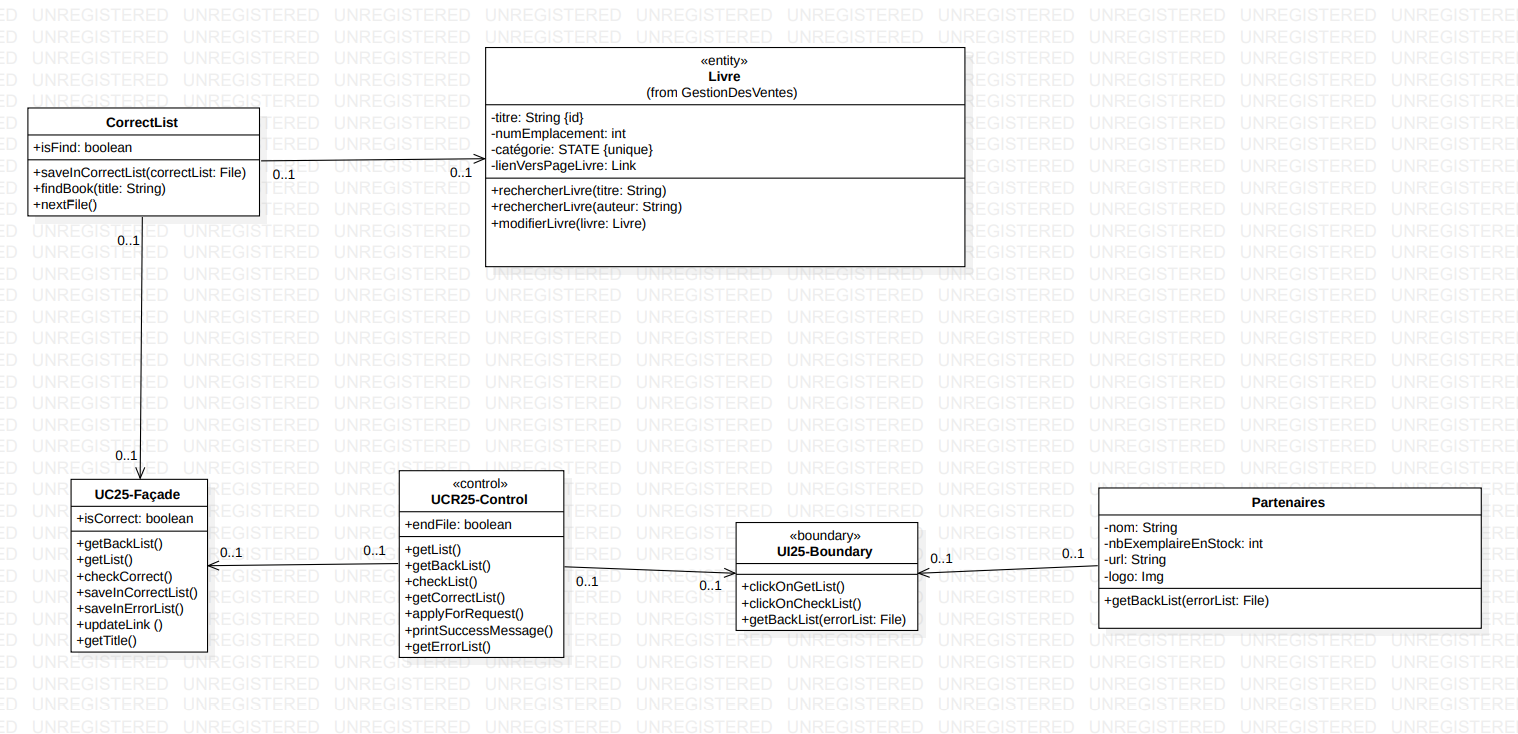 «entity»
Livre
(from GestionDesVentes)
-titre: String {id}
-numEmplacement: int
-catégorie: STATE {unique}
-lienVersPageLivre: Link
+rechercherLivre(titre: String)
+rechercherLivre(auteur: String)
+modifierLivre(livre: Livre)
CorrectList
+isFind: boolean
+saveInCorrectList(correctList: File)
+findBook(title: String)
+nextFile()
0..1
0..1
0..1
0..1
UC25-Façade
+isCorrect: boolean
+getBackList()
+getList()
+checkCorrect()
+saveInCorrectList()
+saveInErrorList()
+updateLink ()
+getTitle()
0..1
0..1
«control»
UCR25-Control
+endFile: boolean
+getList()
+getBackList()
+checkList()
+getCorrectList()
+applyForRequest()
+printSuccessMessage()
+getErrorList()
0..1
0..1
«boundary»
UI25-Boundary
+clickOnGetList()
+clickOnCheckList()
+getBackList(errorList: File)
0..1
0..1
Partenaires
-nom: String
-nbExemplaireEnStock: int
-url: String
-logo: Img
+getBackList(errorList: File)
UNREGISTERED